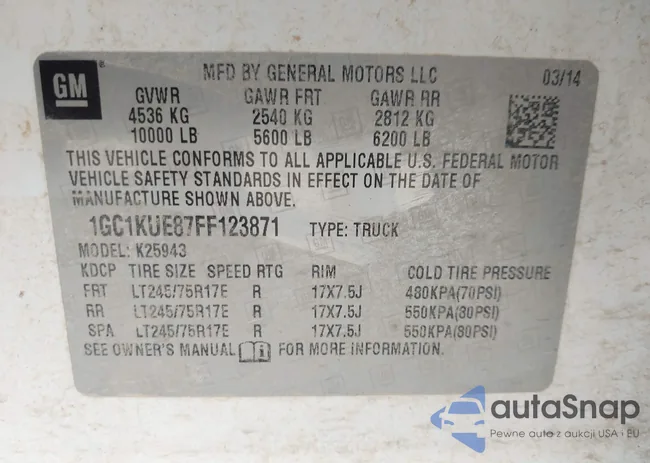 GM
MFD BY GENERAL MOTORS LLC 03/14
GVWR GAWR FRT GAWR RR
4536 KG 2540 KG 2812 KG
10000 LB 5600 LB 6200 LB
THIS VEHICLE CONFORMS TO ALL APPLICABLE U.S. FEDERAL MOTOR
VEHICLE SAFETY STANDARDS IN EFFECT ON THE DATE OF
MANUFACTURE SHOWN ABOVE.
1GC1KUE87FF123871 TYPE: TRUCK
MODEL: K25943
KDCP TIRE SIZE SPEED RTG RIM COLD TIRE PRESSURE
FRT LT245/75R17E R 17X7.5J 480KPA(70PSI)
RR LT245/75R17E R 17X7.5J 550KPA(80PSI)
SPA LT245/75R17E R 17X7.5J 550KPA(80PSI)
SEE OWNER'S MANUAL FOR MORE INFORMATION.
autaSnap
Pewne auta z aukcji USA i EU